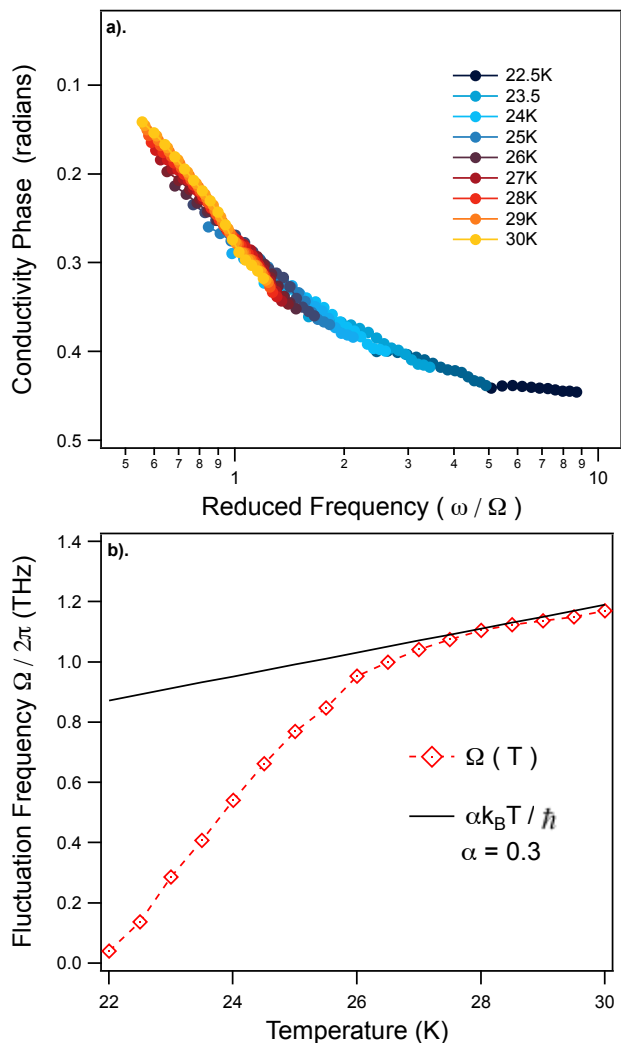 a).
0.1
0.2
0.3
0.4
0.5
Conductivity Phase (radians)
22.5K
23.5
24K
25K
26K
27K
28K
29K
30K
5 6 7 8 9 1 2 3 4 5 6 7 8 9 10
Reduced Frequency ( ω / Ω )
b).
1.4
1.2
1.0
0.8
0.6
0.4
0.2
0.0
Fluctuation Frequency Ω / 2π (THz)
Ω ( T )
αk_BT / ħ
α = 0.3
22 24 26 28 30
Temperature (K)